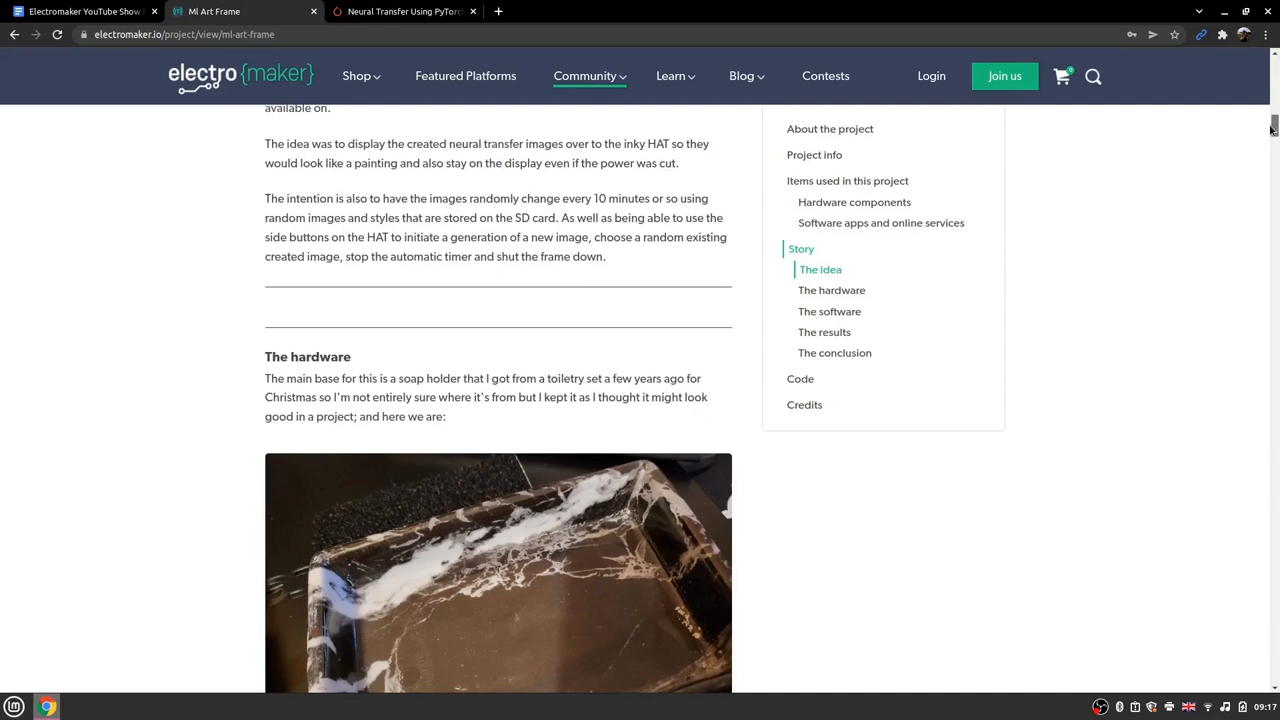 Electromaker YouTube Show
Ml Art Frame
Neural Transfer Using PyTorc
electromaker.io/project/view/ml-art-frame
electro{maker}
Shop
Featured Platforms
Community
Learn
Blog
Contests
Login
Join us
0
available on.
The idea was to display the created neural transfer images over to the inky HAT so they
would look like a painting and also stay on the display even if the power was cut.
The intention is also to have the images randomly change every 10 minutes or so using
random images and styles that are stored on the SD card. As well as being able to use the
side buttons on the HAT to initiate a generation of a new image, choose a random existing
created image, stop the automatic timer and shut the frame down.
The hardware
The main base for this is a soap holder that I got from a toiletry set a few years ago for
Christmas so I'm not entirely sure where it's from but I kept it as I thought it might look
good in a project; and here we are:
About the project
Project info
Items used in this project
Hardware components
Software apps and online services
Story
The idea
The hardware
The software
The results
The conclusion
Code
Credits
09:17